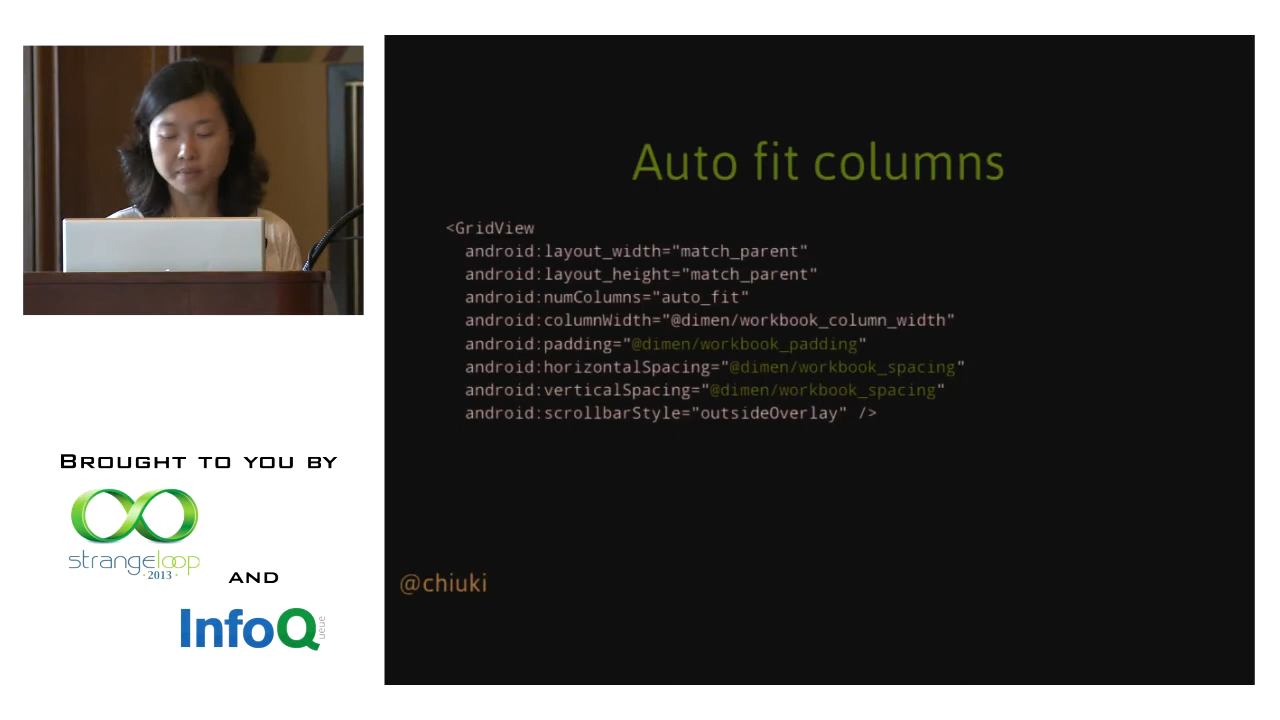 Auto fit columns
<GridView
android:layout_width="match_parent"
android:layout_height="match_parent"
android:numColumns="auto_fit"
android:columnWidth="@dimen/workbook_column_width"
android:padding="@dimen/workbook_padding"
android:horizontalSpacing="@dimen/workbook_spacing"
android:verticalSpacing="@dimen/workbook_spacing"
android:scrollbarStyle="outsideOverlay" />
@chiuki
BROUGHT TO YOU BY
strangeloop
·2013·
AND
InfoQ
queue